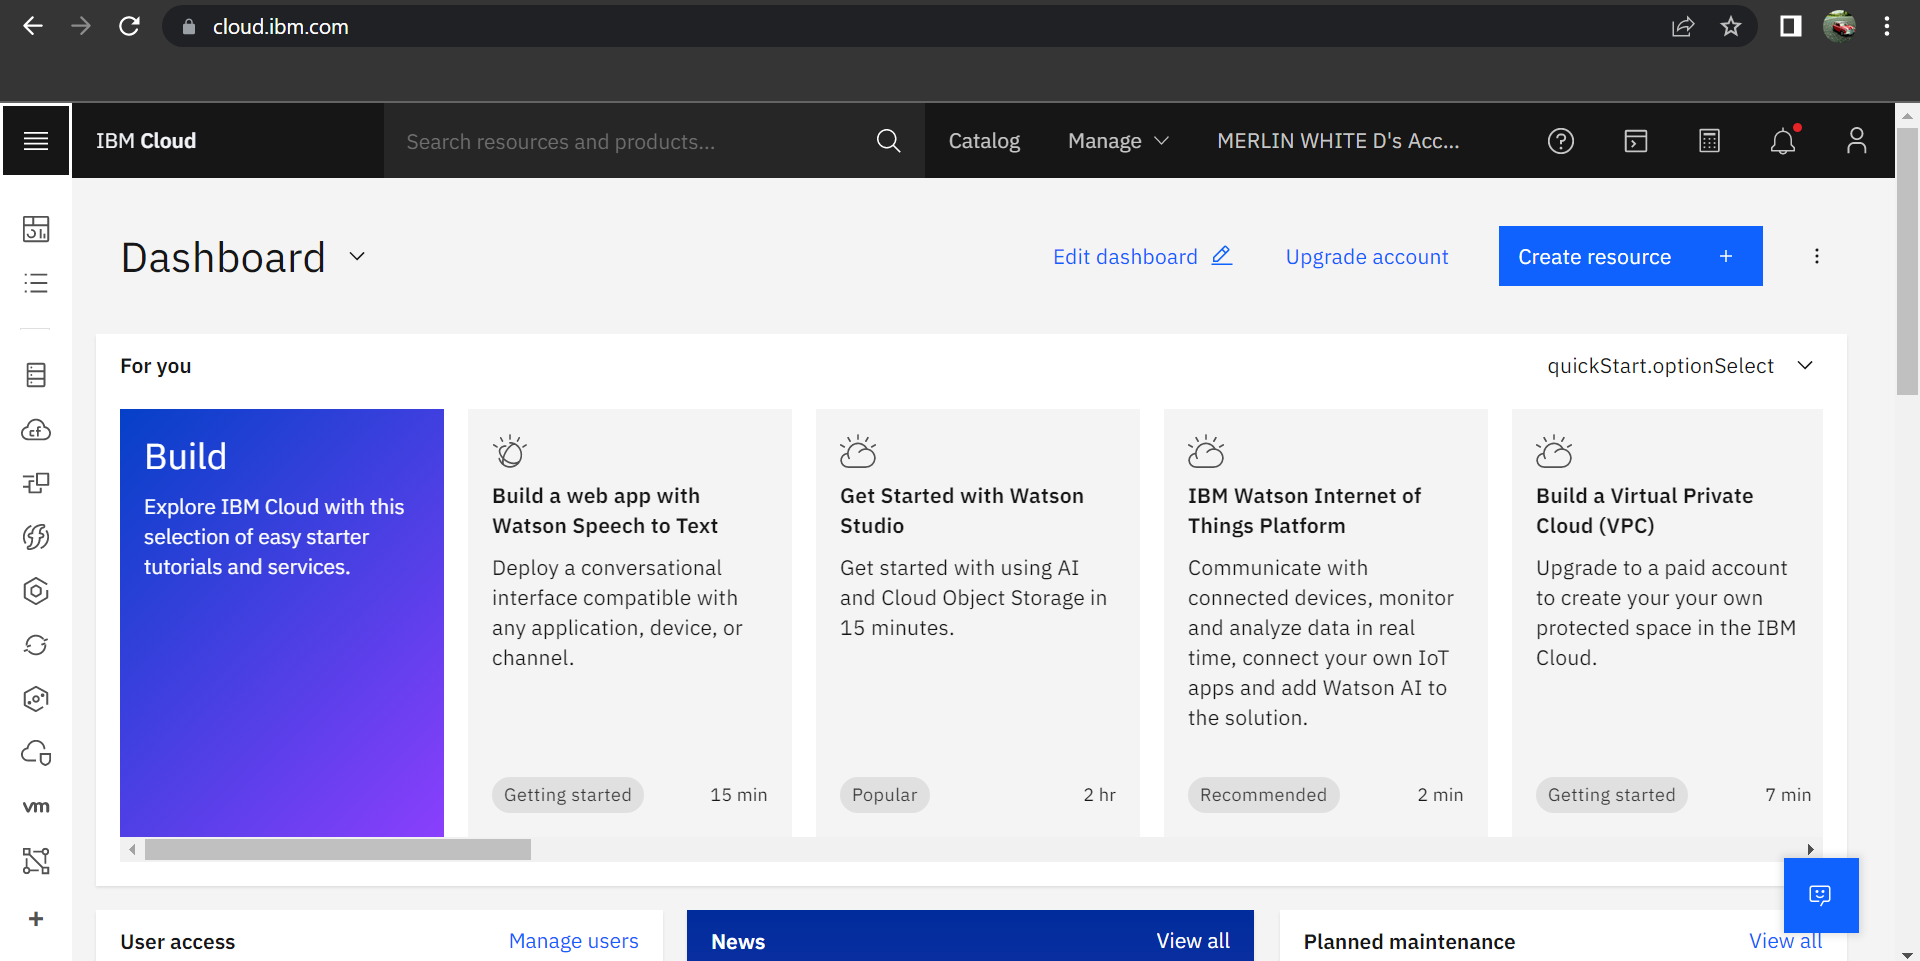 cloud.ibm.com
IBM Cloud
Search resources and products...
Catalog
Manage
MERLIN WHITE D's Acc...
Dashboard
Edit dashboard
Upgrade account
Create resource +
For you
quickStart.optionSelect
Build
Explore IBM Cloud with this
selection of easy starter
tutorials and services.
Build a web app with
Watson Speech to Text
Deploy a conversational
interface compatible with
any application, device, or
channel.
Getting started
15 min
Get Started with Watson
Studio
Get started with using AI
and Cloud Object Storage in
15 minutes.
Popular
2 hr
IBM Watson Internet of
Things Platform
Communicate with
connected devices, monitor
and analyze data in real
time, connect your own IoT
apps and add Watson AI to
the solution.
Recommended
2 min
Build a Virtual Private
Cloud (VPC)
Upgrade to a paid account
to create your your own
protected space in the IBM
Cloud.
Getting started
7 min
cf
vm
User access
Manage users
News
View all
Planned maintenance
View all